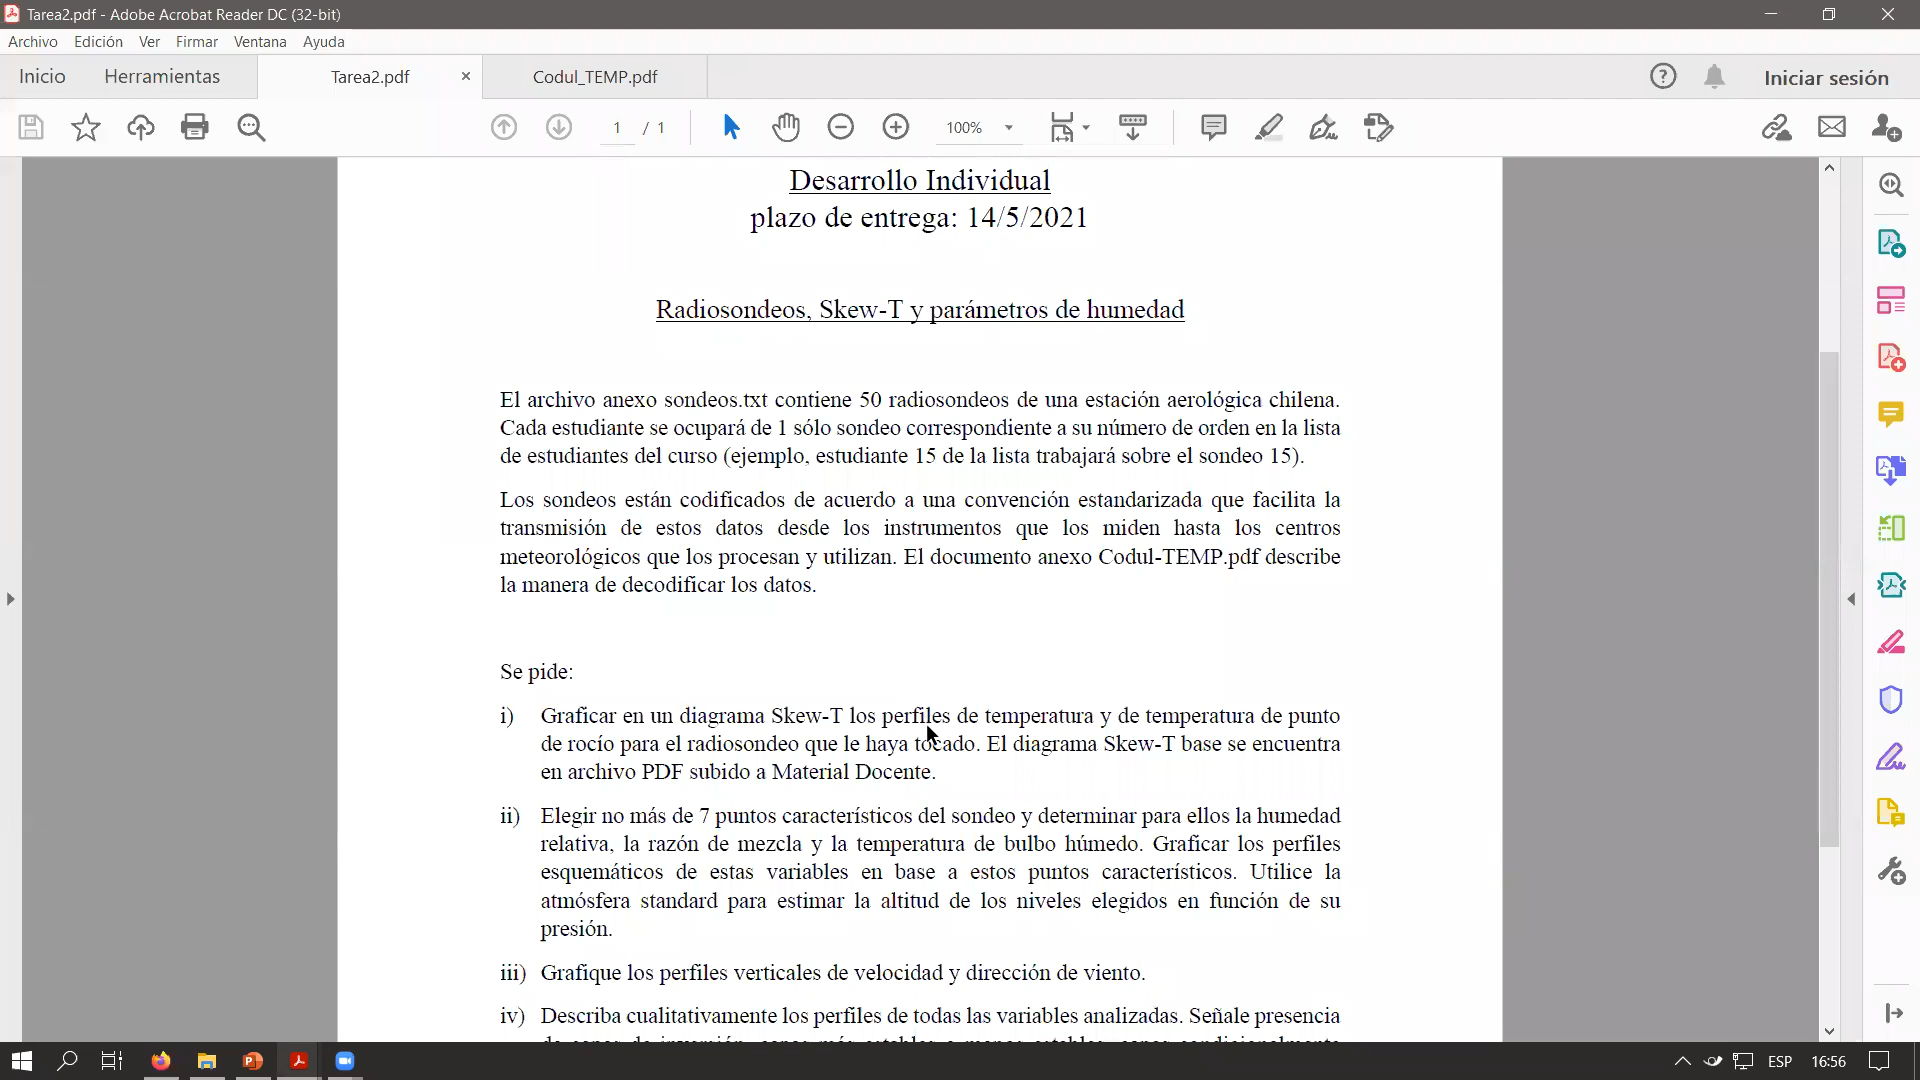 Tarea2.pdf - Adobe Acrobat Reader DC (32-bit)
Archivo Edición Ver Firmar Ventana Ayuda
Inicio Herramientas Tarea2.pdf × Codul_TEMP.pdf ? Iniciar sesión
1 / 1 100%
Desarrollo Individual
plazo de entrega: 14/5/2021
Radiosondeos, Skew-T y parámetros de humedad
El archivo anexo sondeos.txt contiene 50 radiosondeos de una estación aerológica chilena.
Cada estudiante se ocupará de 1 sólo sondeo correspondiente a su número de orden en la lista
de estudiantes del curso (ejemplo, estudiante 15 de la lista trabajará sobre el sondeo 15).
Los sondeos están codificados de acuerdo a una convención estandarizada que facilita la
transmisión de estos datos desde los instrumentos que los miden hasta los centros
meteorológicos que los procesan y utilizan. El documento anexo Codul-TEMP.pdf describe
la manera de decodificar los datos.
Se pide:
i) Graficar en un diagrama Skew-T los perfiles de temperatura y de temperatura de punto
de rocío para el radiosondeo que le haya tocado. El diagrama Skew-T base se encuentra
en archivo PDF subido a Material Docente.
ii) Elegir no más de 7 puntos característicos del sondeo y determinar para ellos la humedad
relativa, la razón de mezcla y la temperatura de bulbo húmedo. Graficar los perfiles
esquemáticos de estas variables en base a estos puntos característicos. Utilice la
atmósfera standard para estimar la altitud de los niveles elegidos en función de su
presión.
iii) Grafique los perfiles verticales de velocidad y dirección de viento.
iv) Describa cualitativamente los perfiles de todas las variables analizadas. Señale presencia
ESP 16:56